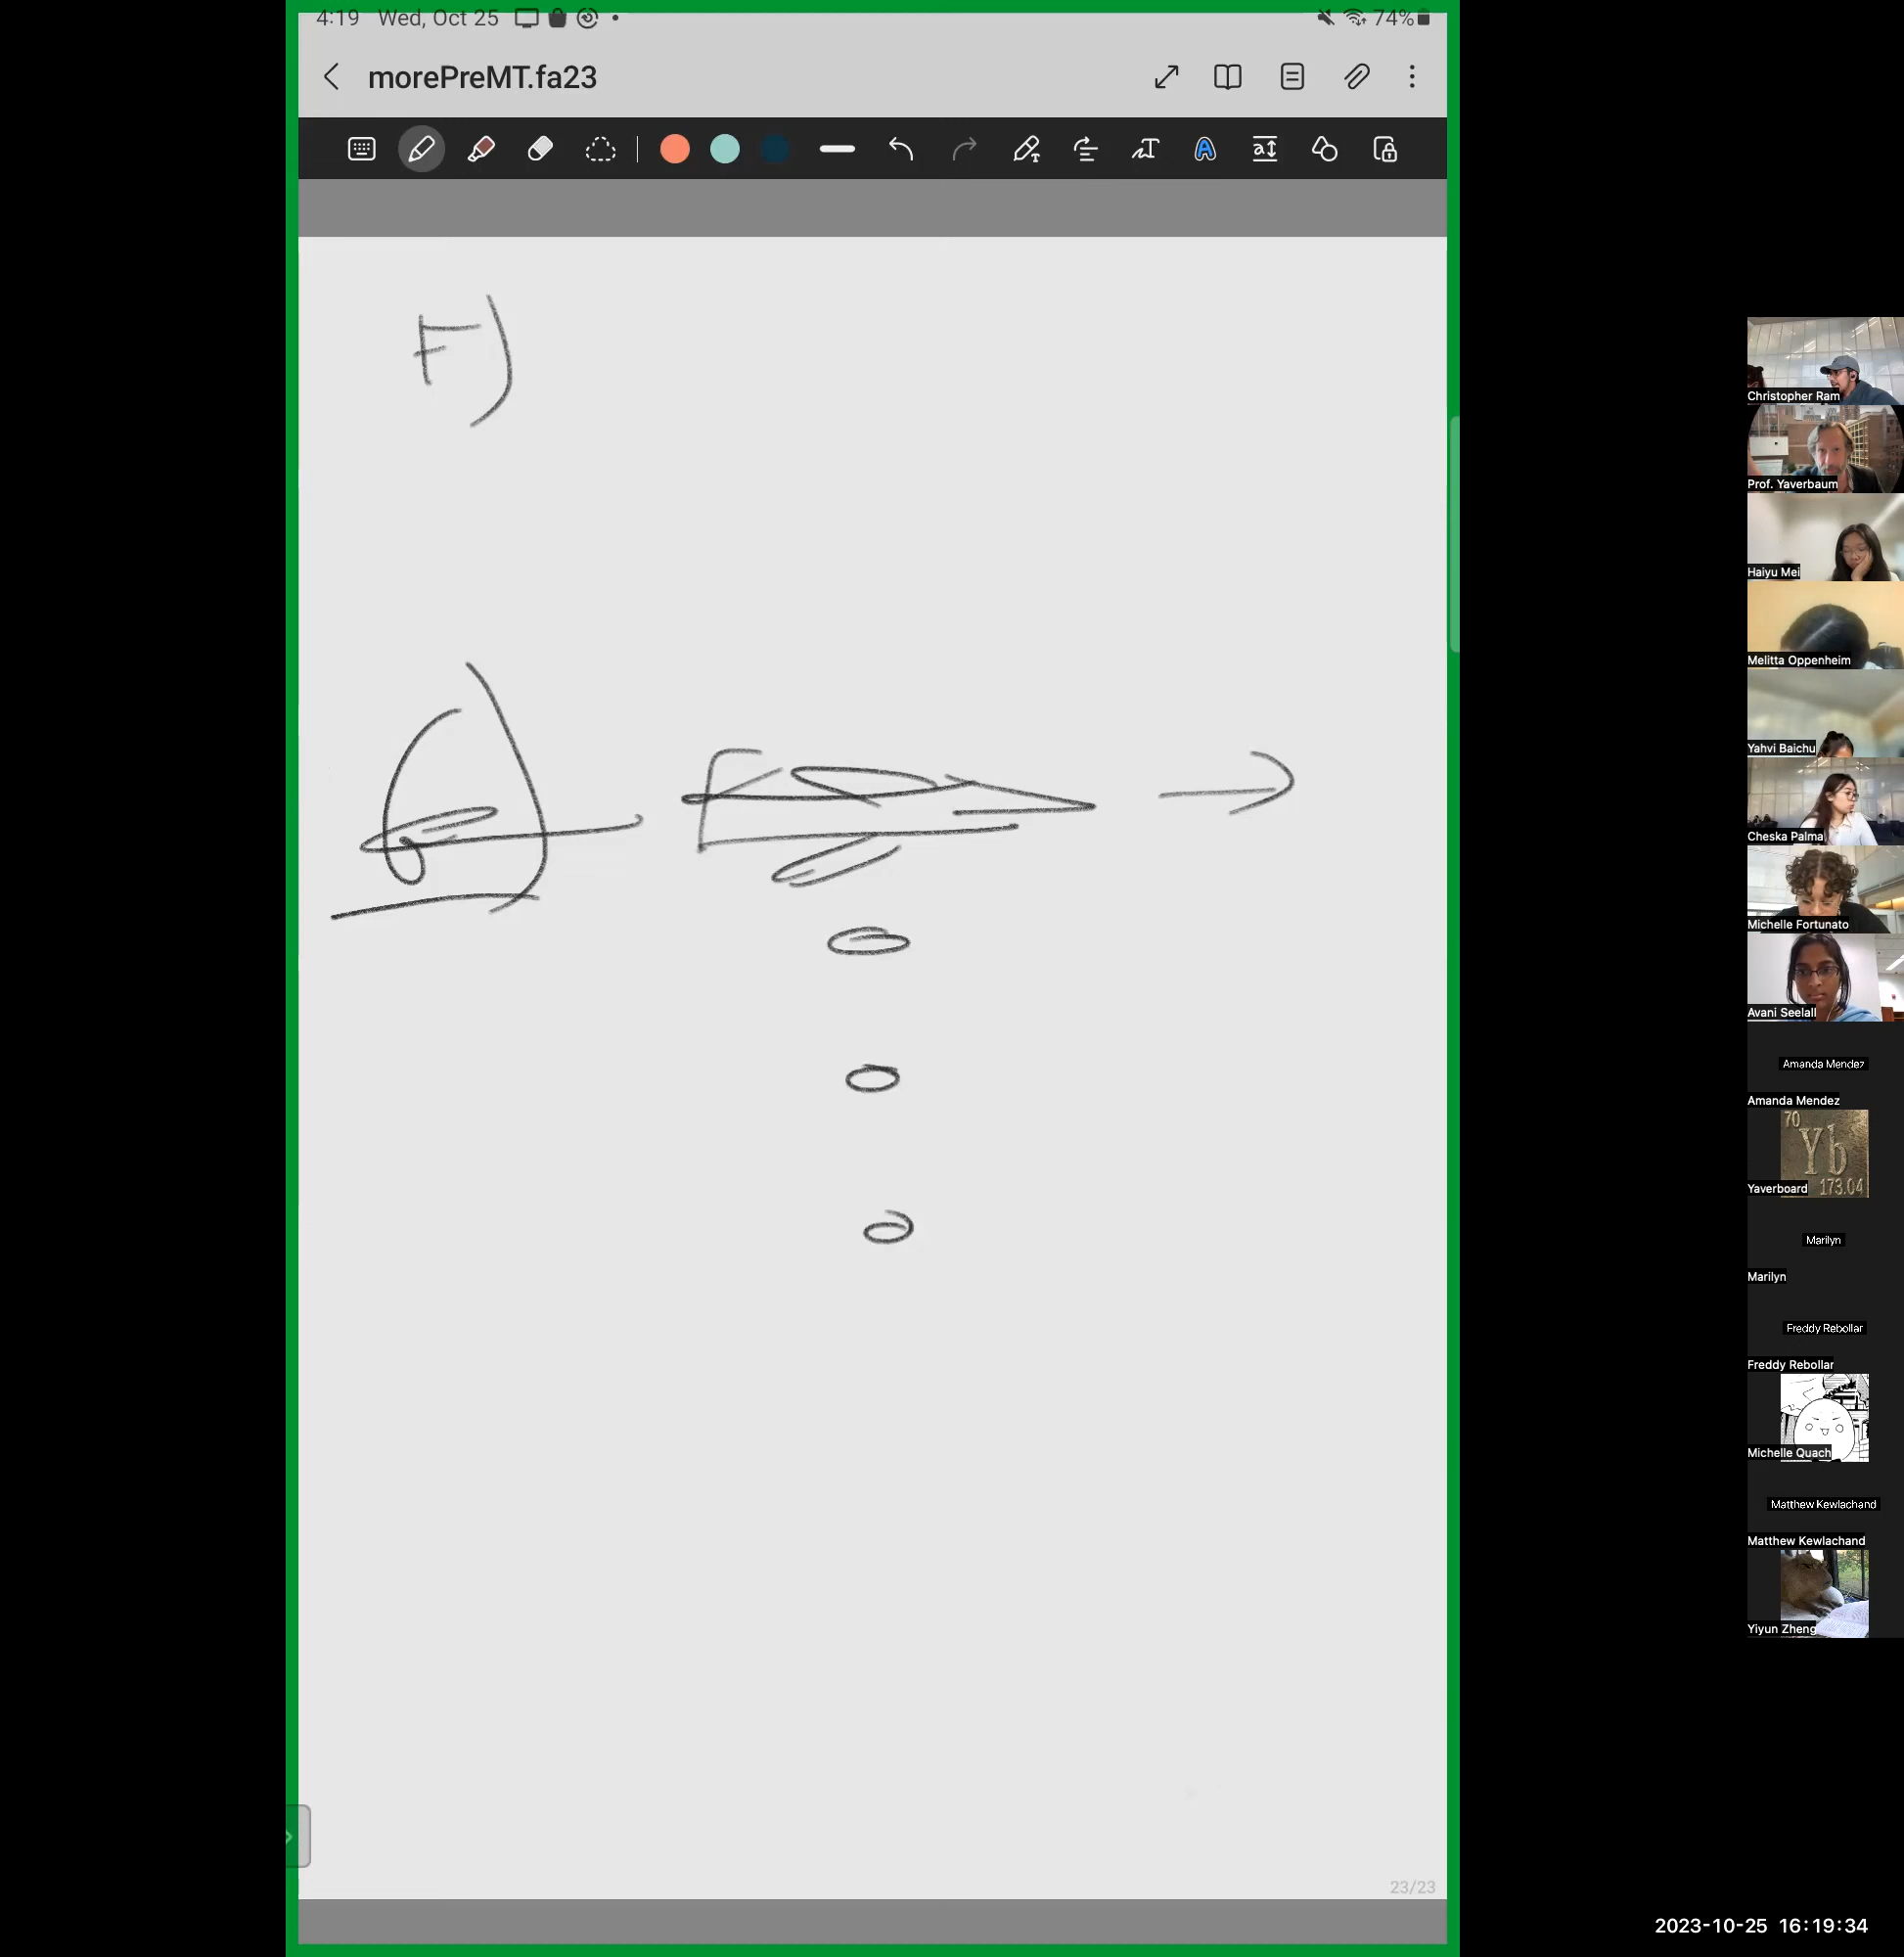 4:19 Wed, Oct 25
74%
morePreMT.fa23
F)
23/23
Christopher Ram
Prof. Yaverbaum
Haiyu Mei
Melitta Oppenheim
Yahvi Baichu
Cheska Palma
Michelle Fortunato
Avani Seelall
Amanda Mendez
Amanda Mendez
70
Yb
173.04
Yaverboard
Marilyn
Marilyn
Freddy Rebollar
Freddy Rebollar
Michelle Quach
Matthew Kewlachand
Matthew Kewlachand
Yiyun Zheng
2023-10-25 16:19:34